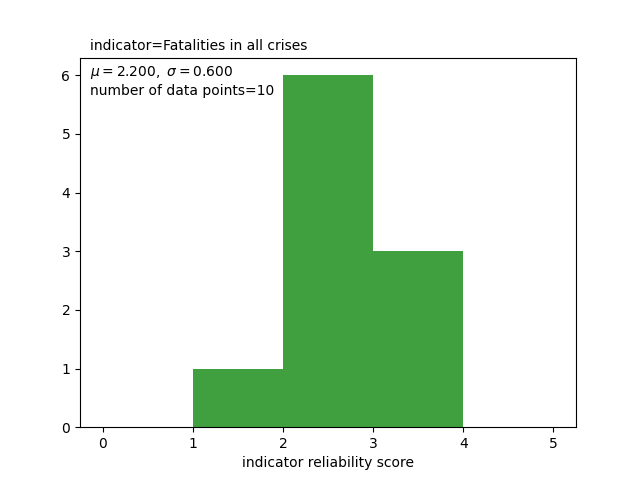 indicator=Fatalities in all crises
μ = 2.200, σ = 0.600
number of data points=10
6
5
4
3
2
1
0
0 1 2 3 4 5
indicator reliability score